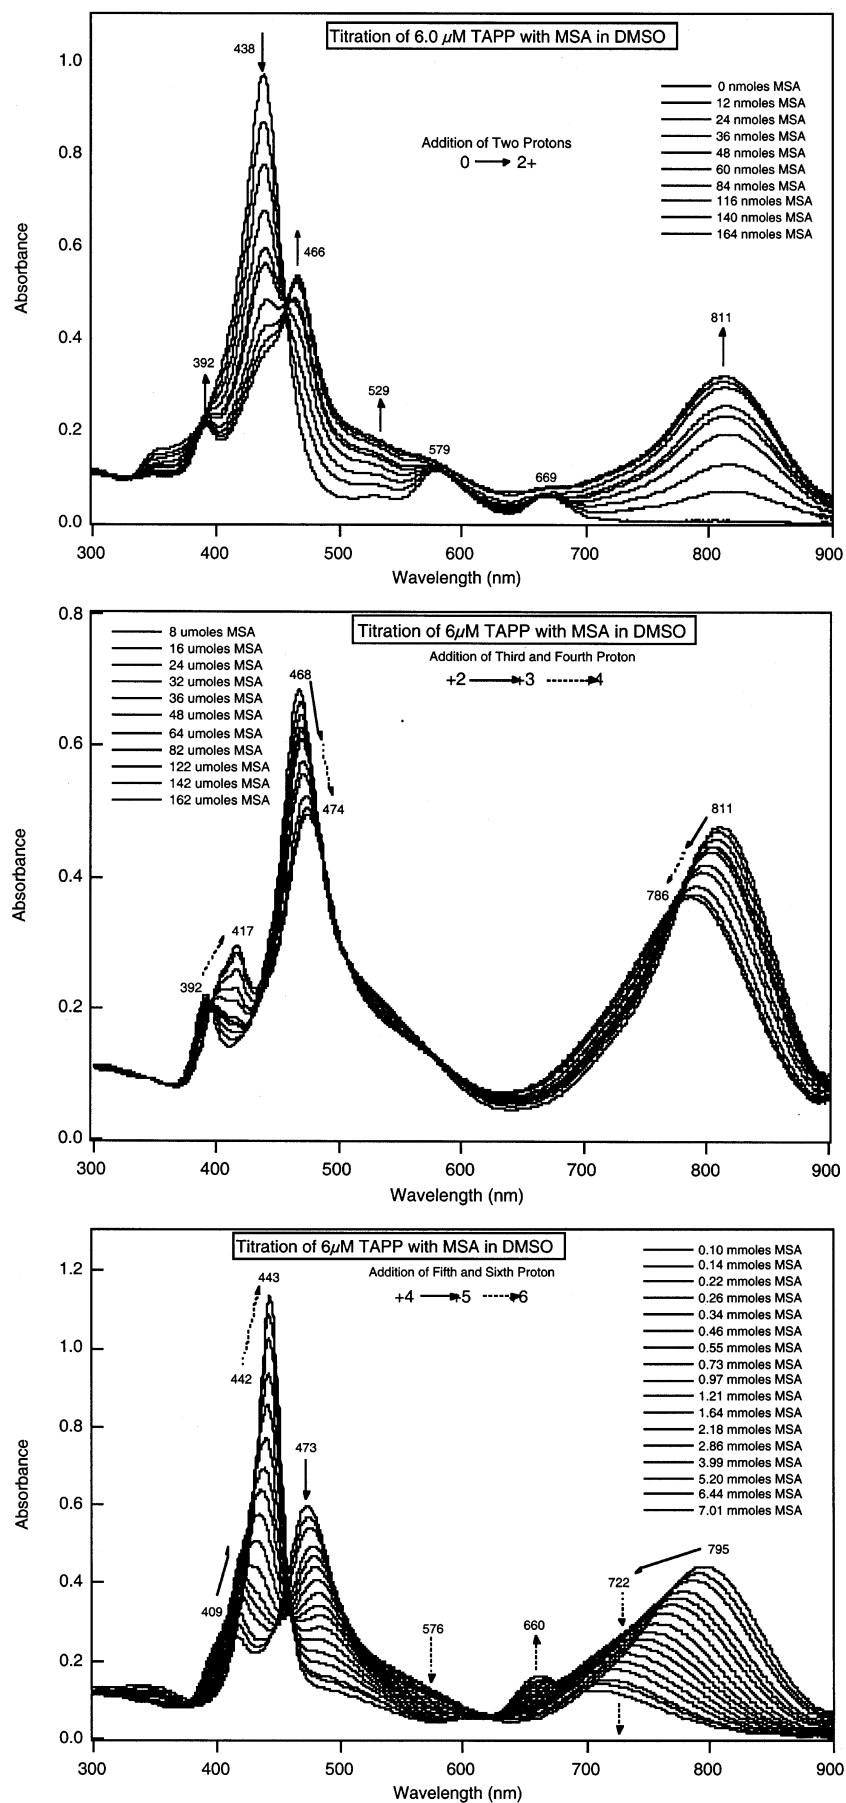 Titration of 6.0 μM TAPP with MSA in DMSO
438
1.0
0 nmoles MSA
12 nmoles MSA
24 nmoles MSA
36 nmoles MSA
48 nmoles MSA
60 nmoles MSA
84 nmoles MSA
116 nmoles MSA
140 nmoles MSA
164 nmoles MSA
Addition of Two Protons
0 → 2+
0.8
0.6
466
Absorbance
811
0.4
392
529
579
669
0.2
0.0
300 400 500 600 700 800 900
Wavelength (nm)
0.8
Titration of 6μM TAPP with MSA in DMSO
8 umoles MSA
16 umoles MSA
24 umoles MSA
32 umoles MSA
36 umoles MSA
48 umoles MSA
64 umoles MSA
82 umoles MSA
122 umoles MSA
142 umoles MSA
162 umoles MSA
Addition of Third and Fourth Proton
+2 → +3 → 4
468
0.6
474
811
Absorbance
0.4
786
417
392
0.2
0.0
300 400 500 600 700 800 900
Wavelength (nm)
Titration of 6μM TAPP with MSA in DMSO
Addition of Fifth and Sixth Proton
+4 → +5 → 6
0.10 mmoles MSA
0.14 mmoles MSA
0.22 mmoles MSA
0.26 mmoles MSA
0.34 mmoles MSA
0.46 mmoles MSA
0.55 mmoles MSA
0.73 mmoles MSA
0.97 mmoles MSA
1.21 mmoles MSA
1.64 mmoles MSA
2.18 mmoles MSA
2.86 mmoles MSA
3.99 mmoles MSA
5.20 mmoles MSA
6.44 mmoles MSA
7.01 mmoles MSA
1.2
443
1.0
442
0.8
473
Absorbance
0.6
795
722
0.4
409
576
660
0.2
0.0
300 400 500 600 700 800 900
Wavelength (nm)